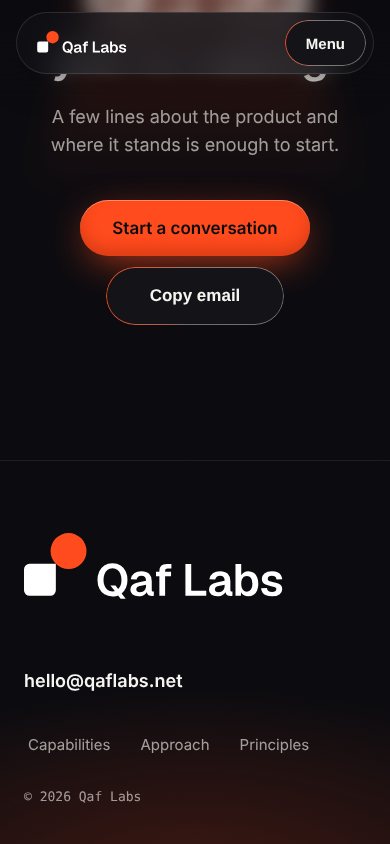 Qaf Labs
Menu
A few lines about the product and
where it stands is enough to start.
Start a conversation
Copy email
Qaf Labs
hello@qaflabs.net
Capabilities Approach Principles
© 2026 Qaf Labs